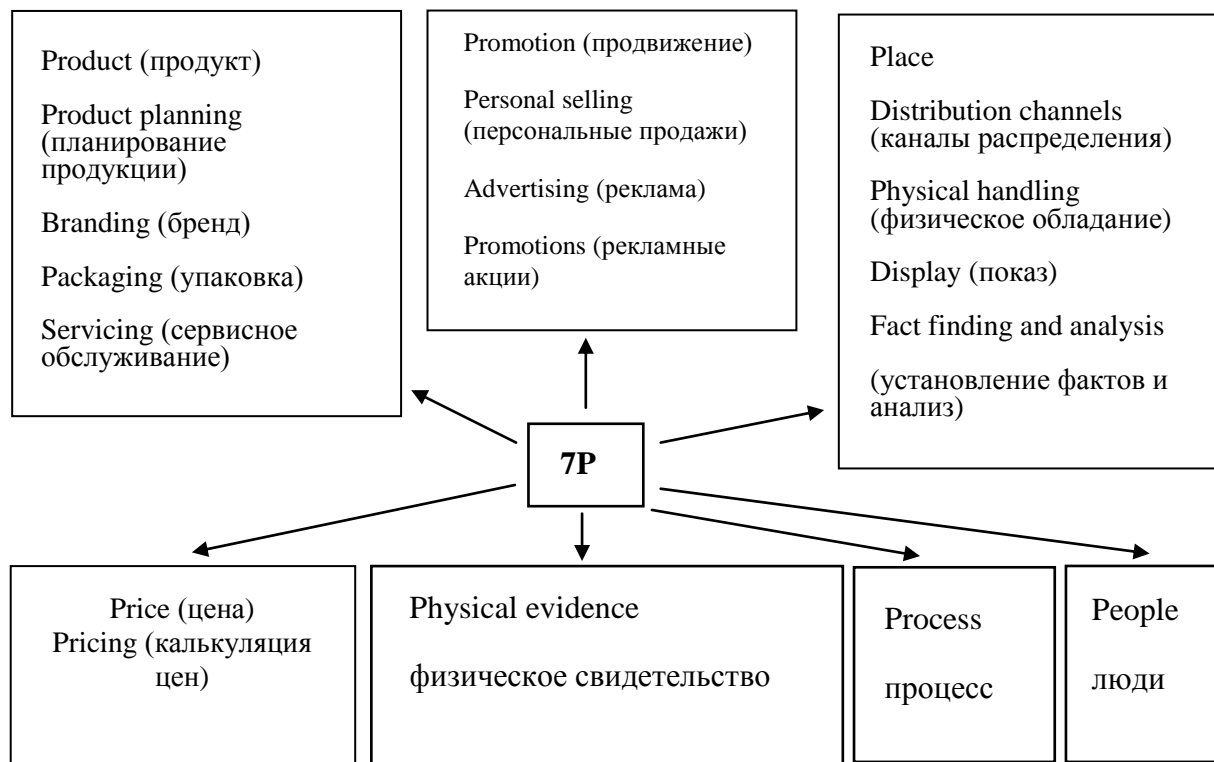 Product (продукт)
Product planning
(планирование
продукции)
Branding (бренд)
Packaging (упаковка)
Servicing (сервисное
обслуживание)
Promotion (продвижение)
Personal selling
(персональные продажи)
Advertising (реклама)
Promotions (рекламные
акции)
Place
Distribution channels
(каналы распределения)
Physical handling
(физическое обладание)
Display (показ)
Fact finding and analysis
(установление фактов и
анализ)
7P
Price (цена)
Pricing (калькуляция
цен)
Physical evidence
физическое свидетельство
Process
процесс
People
люди